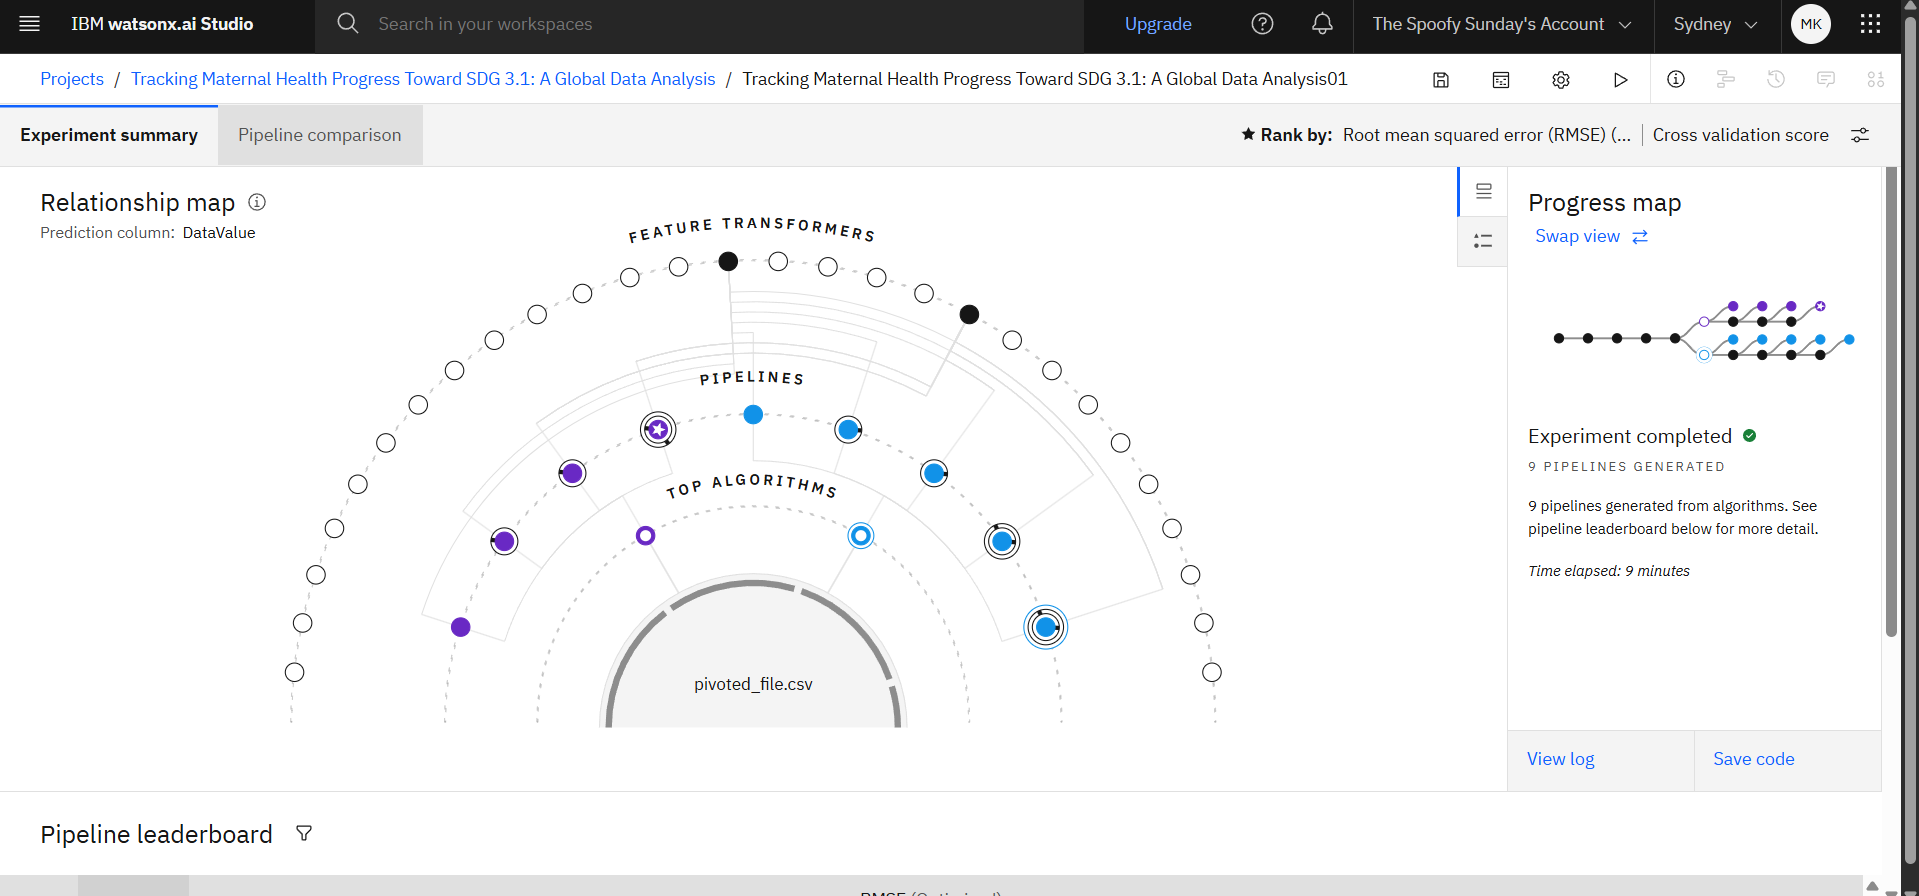 IBM watsonx.ai Studio
Search in your workspaces
Upgrade
The Spoofy Sunday's Account
Sydney
MK
Projects / Tracking Maternal Health Progress Toward SDG 3.1: A Global Data Analysis / Tracking Maternal Health Progress Toward SDG 3.1: A Global Data Analysis01
Experiment summary
Pipeline comparison
Rank by: Root mean squared error (RMSE) (... | Cross validation score
Relationship map
Prediction column: DataValue
FEATURE TRANSFORMERS
PIPELINES
TOP ALGORITHMS
pivoted_file.csv
Progress map
Swap view
Experiment completed
9 PIPELINES GENERATED
9 pipelines generated from algorithms. See
pipeline leaderboard below for more detail.
Time elapsed: 9 minutes
View log
Save code
Pipeline leaderboard
RMSE (Optimized)